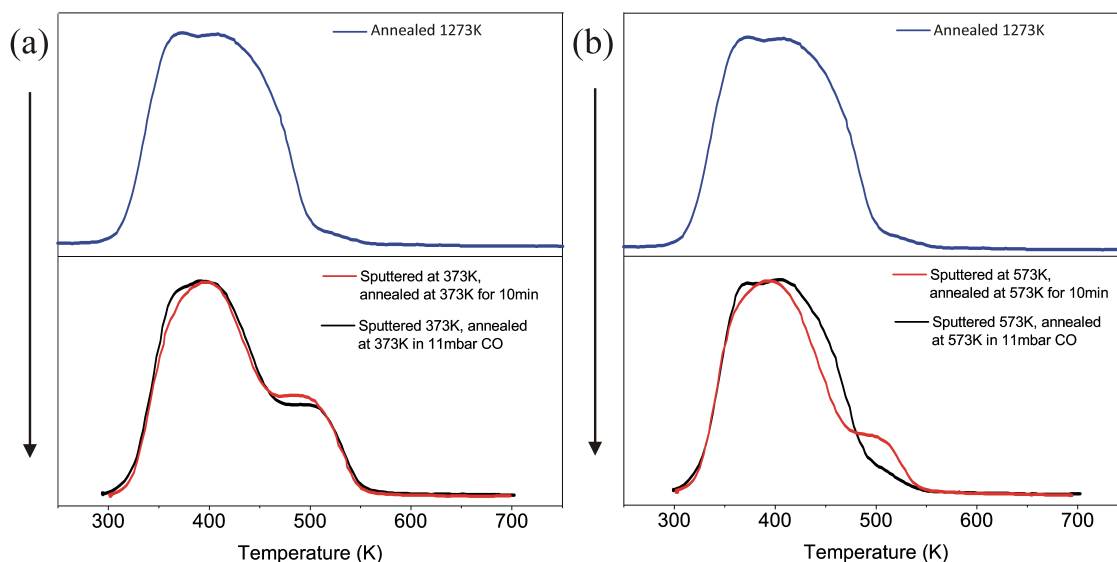 (a)
Annealed 1273K
Sputtered at 373K,
annealed at 373K for 10min
Sputtered 373K, annealed
at 373K in 11mbar CO
300 400 500 600 700
Temperature (K)
(b)
Annealed 1273K
Sputtered at 573K,
annealed at 573K for 10min
Sputtered 573K, annealed
at 573K in 11mbar CO
300 400 500 600 700
Temperature (K)